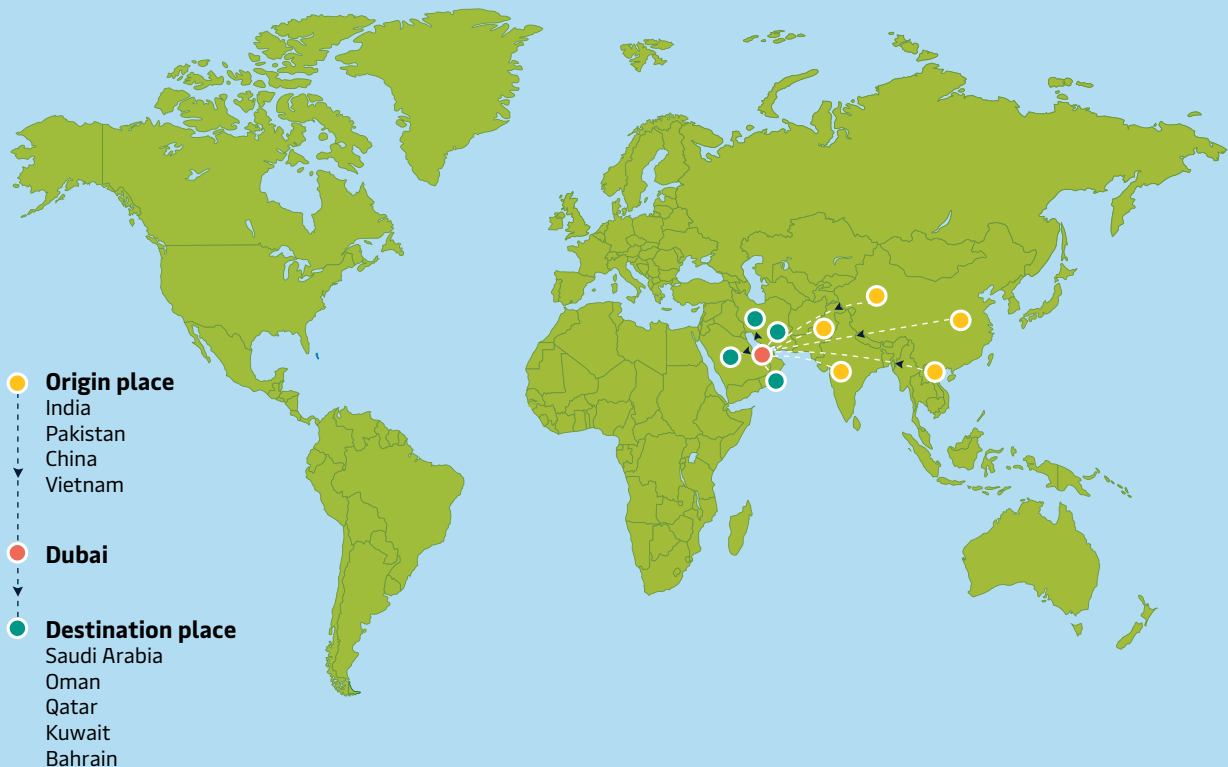 Origin place
India
Pakistan
China
Vietnam
Dubai
Destination place
Saudi Arabia
Oman
Qatar
Kuwait
Bahrain